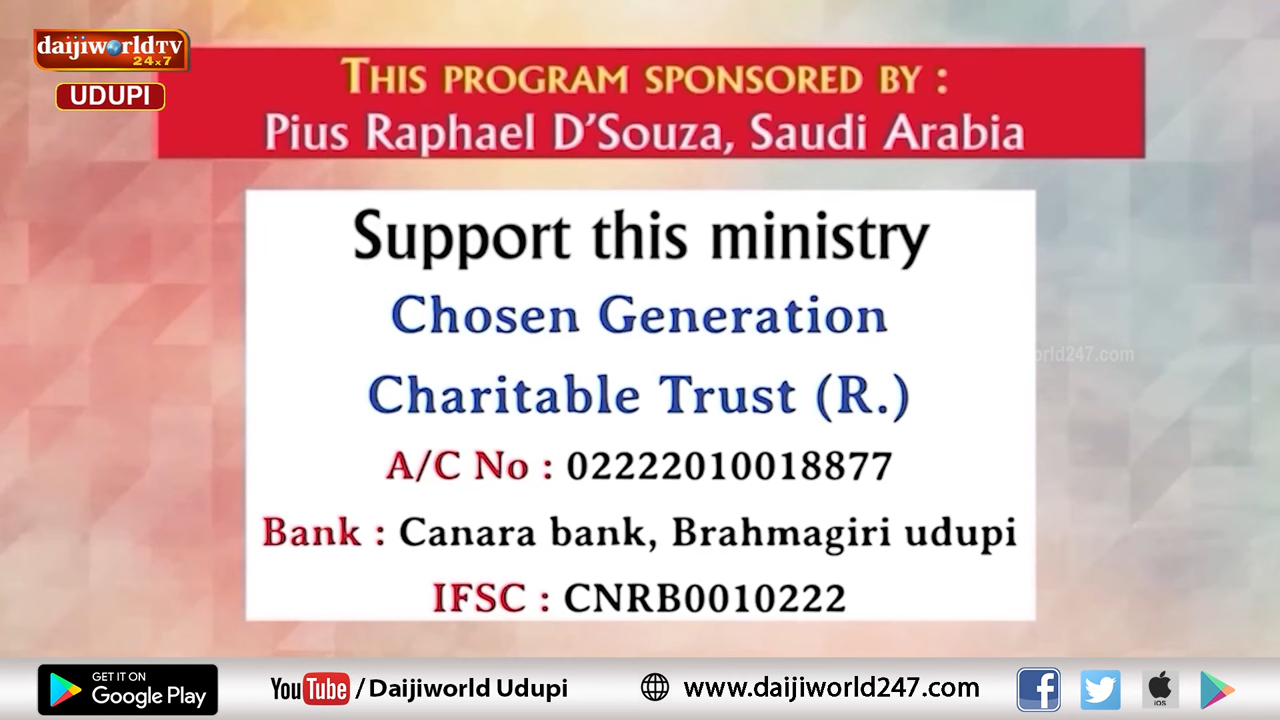 daijiworldTV
24x7
UDUPI
THIS PROGRAM SPONSORED BY :
Pius Raphael D'Souza, Saudi Arabia
Support this ministry
Chosen Generation
Charitable Trust (R.)
A/C No : 02222010018877
Bank : Canara bank, Brahmagiri udupi
IFSC : CNRB0010222
GET IT ON
Google Play
YouTube /Daijiworld Udupi
www.daijiworld247.com
iOS